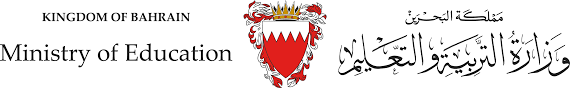 KINGDOM OF BAHRAIN
Ministry of Education
مملكة البحرين
وزارة التربية والتعليم